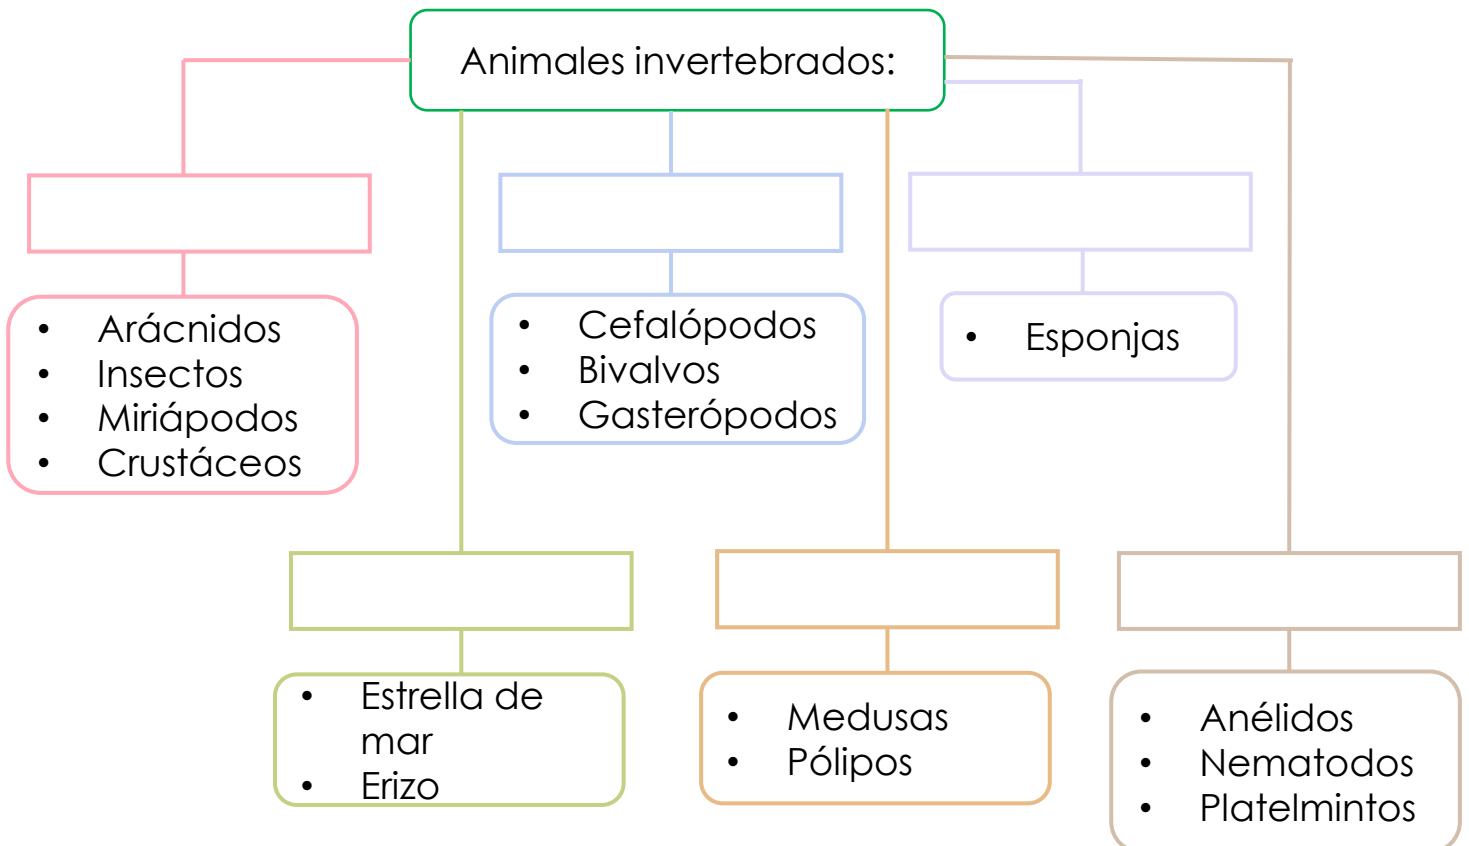 Animales invertebrados:
• Arácnidos
• Insectos
• Miriápodos
• Crustáceos
• Cefalópodos
• Bivalvos
• Gasterópodos
• Esponjas
• Estrella de
mar
• Erizo
• Medusas
• Pólipos
• Anélidos
• Nematodos
• Platelmintos